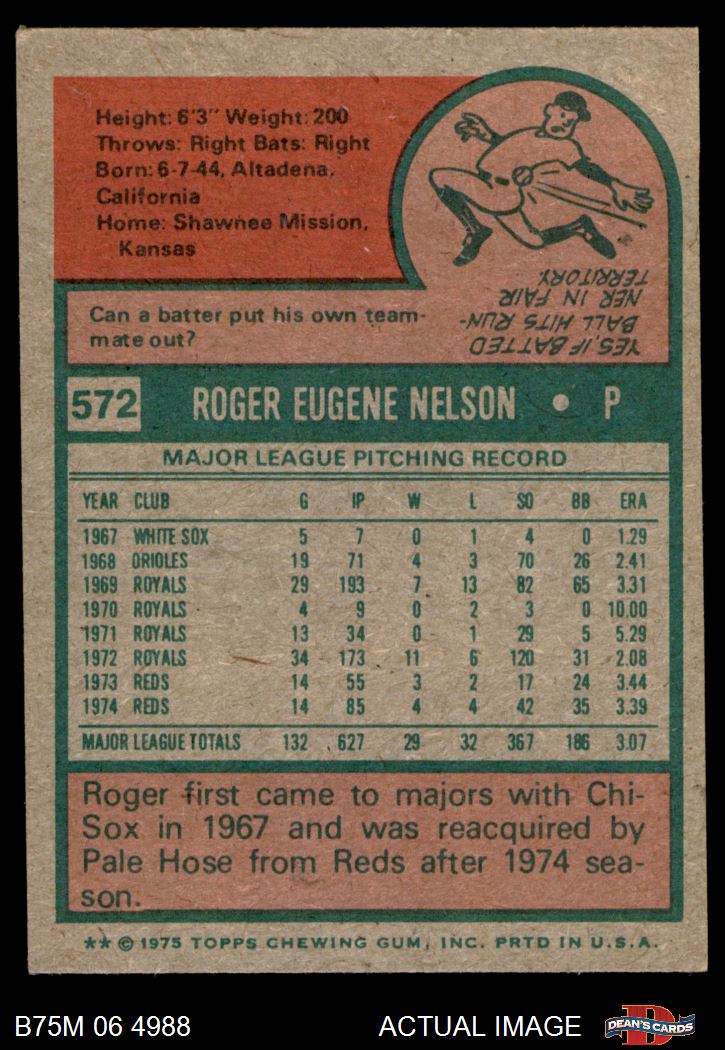 Height: 6'3" Weight: 200
Throws: Right Bats: Right
Born: 6-7-44, Altadena,
California
Home: Shawnee Mission,
Kansas
Can a batter put his own team-
mate out?
YES, IF BATTED
BALL HITS RUN-
NER IN FAIR
TERRITORY.
572 ROGER EUGENE NELSON • P
MAJOR LEAGUE PITCHING RECORD
YEAR CLUB G IP W L SO BB ERA
1967 WHITE SOX 5 7 0 1 4 0 1.29
1968 ORIOLES 19 71 4 3 70 26 2.41
1969 ROYALS 29 193 7 13 82 65 3.31
1970 ROYALS 4 9 0 2 3 0 10.00
1971 ROYALS 13 34 0 1 29 5 5.29
1972 ROYALS 34 173 11 6 120 31 2.08
1973 REDS 14 55 3 2 17 24 3.44
1974 REDS 14 85 4 4 42 35 3.39
MAJOR LEAGUE TOTALS 132 627 29 32 367 186 3.07
Roger first came to majors with Chi-
Sox in 1967 and was reacquired by
Pale Hose from Reds after 1974 sea-
son.
** © 1975 TOPPS CHEWING GUM, INC. PRTD IN U.S.A.
B75M 06 4988 ACTUAL IMAGE
DEAN'S CARDS